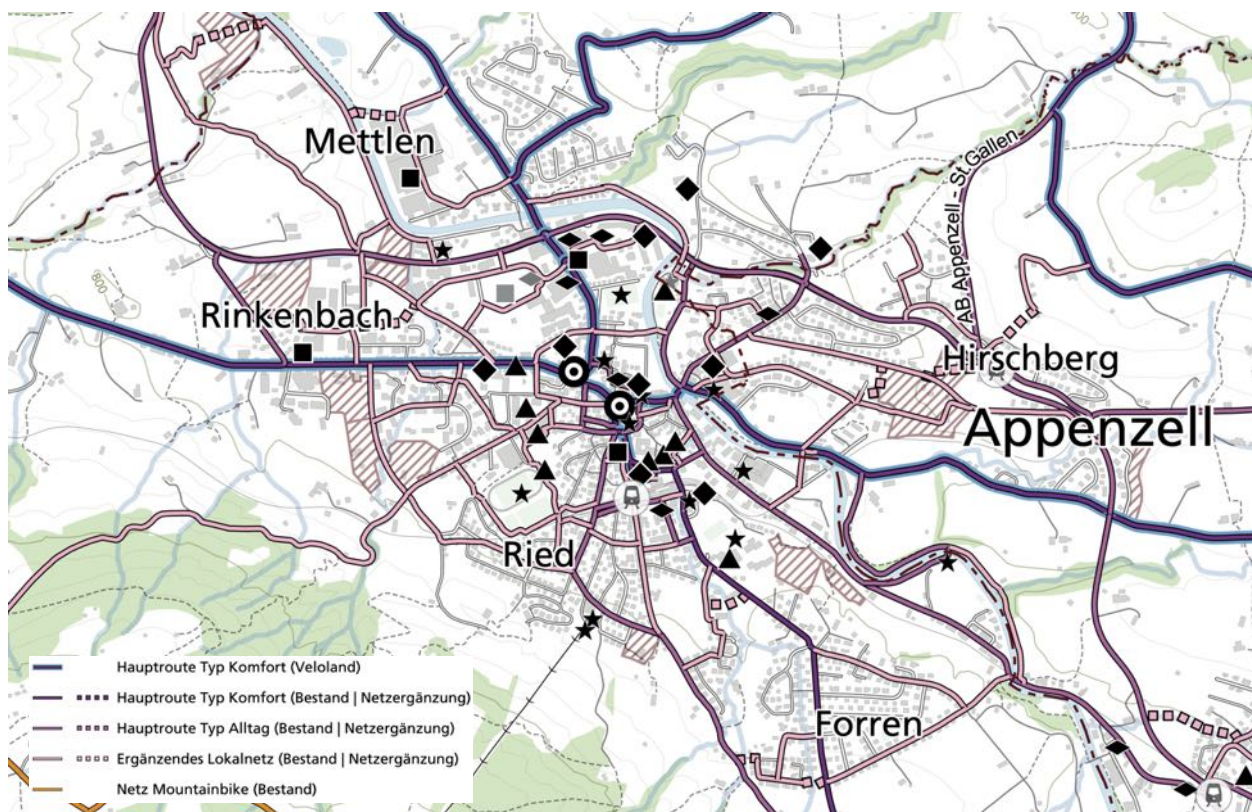 Mettlen
AB Appenzell - St.Gallen
800
800
Rinkenbach
Hirschberg
Appenzell
Ried
Forren
Hauptroute Typ Komfort (Veloland)
Hauptroute Typ Komfort (Bestand | Netzergänzung)
Hauptroute Typ Alltag (Bestand | Netzergänzung)
Ergänzendes Lokalnetz (Bestand | Netzergänzung)
Netz Mountainbike (Bestand)